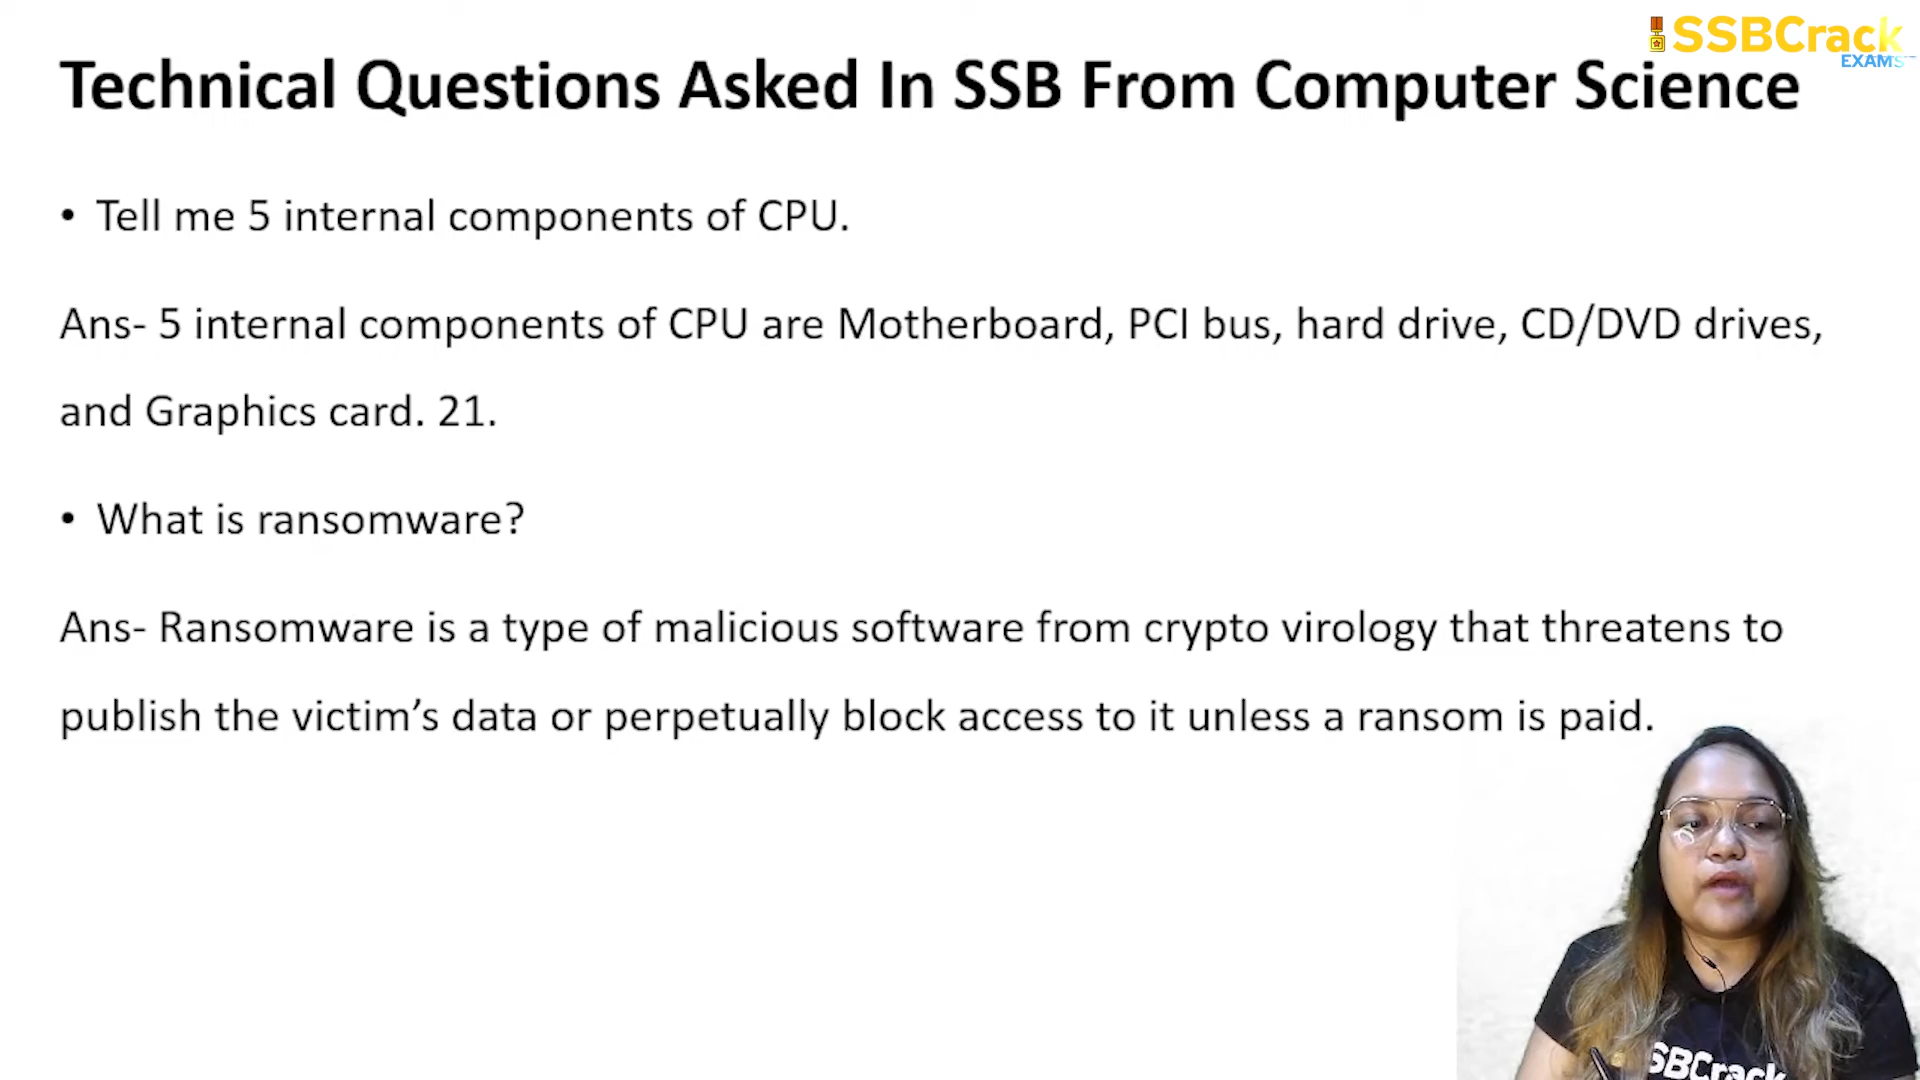 SSBCrack
EXAMS
Technical Questions Asked In SSB From Computer Science
• Tell me 5 internal components of CPU.
Ans- 5 internal components of CPU are Motherboard, PCI bus, hard drive, CD/DVD drives,
and Graphics card. 21.
• What is ransomware?
Ans- Ransomware is a type of malicious software from crypto virology that threatens to
publish the victim’s data or perpetually block access to it unless a ransom is paid.
SBCrack